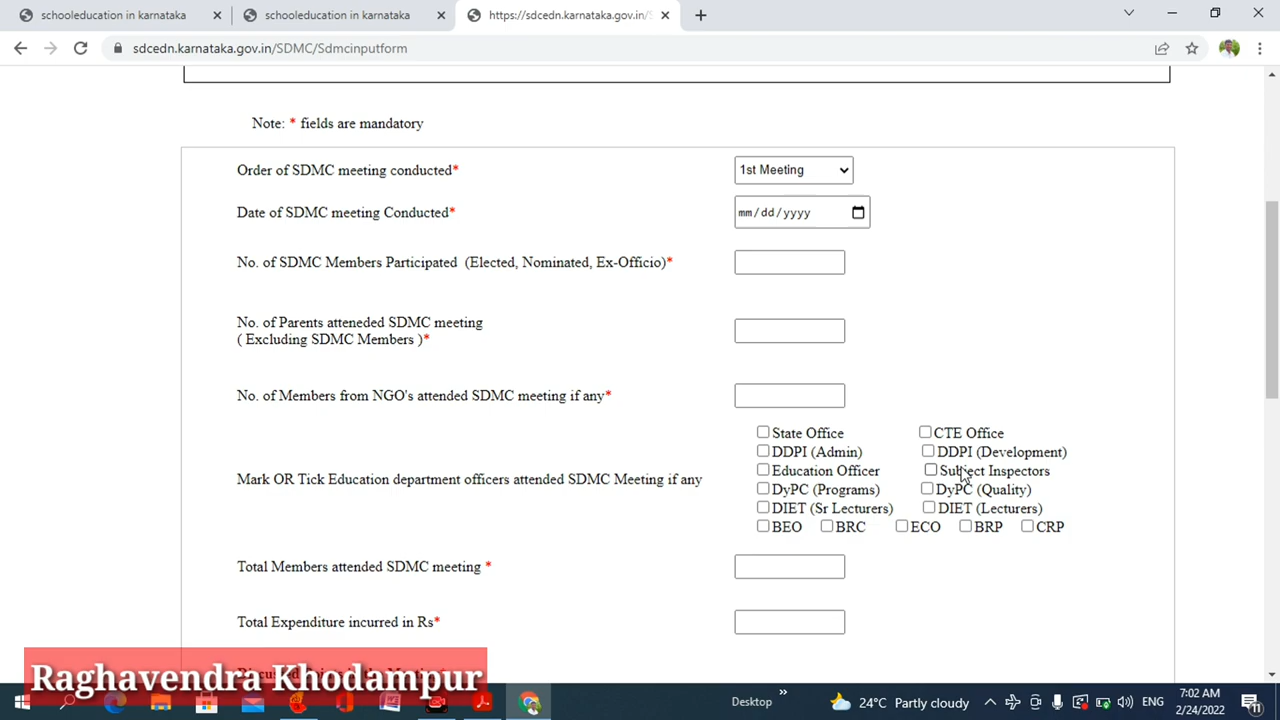 schooleducation in karnataka
schooleducation in karnataka
https://sdcedn.karnataka.gov.in/S
sdcedn.karnataka.gov.in/SDMC/Sdmcinputform
Note: * fields are mandatory
Order of SDMC meeting conducted*
1st Meeting
Date of SDMC meeting Conducted*
mm/dd/yyyy
No. of SDMC Members Participated (Elected, Nominated, Ex-Officio)*
No. of Parents atteneded SDMC meeting
( Excluding SDMC Members )*
No. of Members from NGO's attended SDMC meeting if any*
State Office CTE Office
DDPI (Admin) DDPI (Development)
Mark OR Tick Education department officers attended SDMC Meeting if any
Education Officer Subject Inspectors
DyPC (Programs) DyPC (Quality)
DIET (Sr Lecturers) DIET (Lecturers)
BEO BRC ECO BRP CRP
Total Members attended SDMC meeting *
Total Expenditure incurred in Rs*
Raghavendra Khodampur
Desktop
24°C Partly cloudy
ENG
7:02 AM
2/24/2022